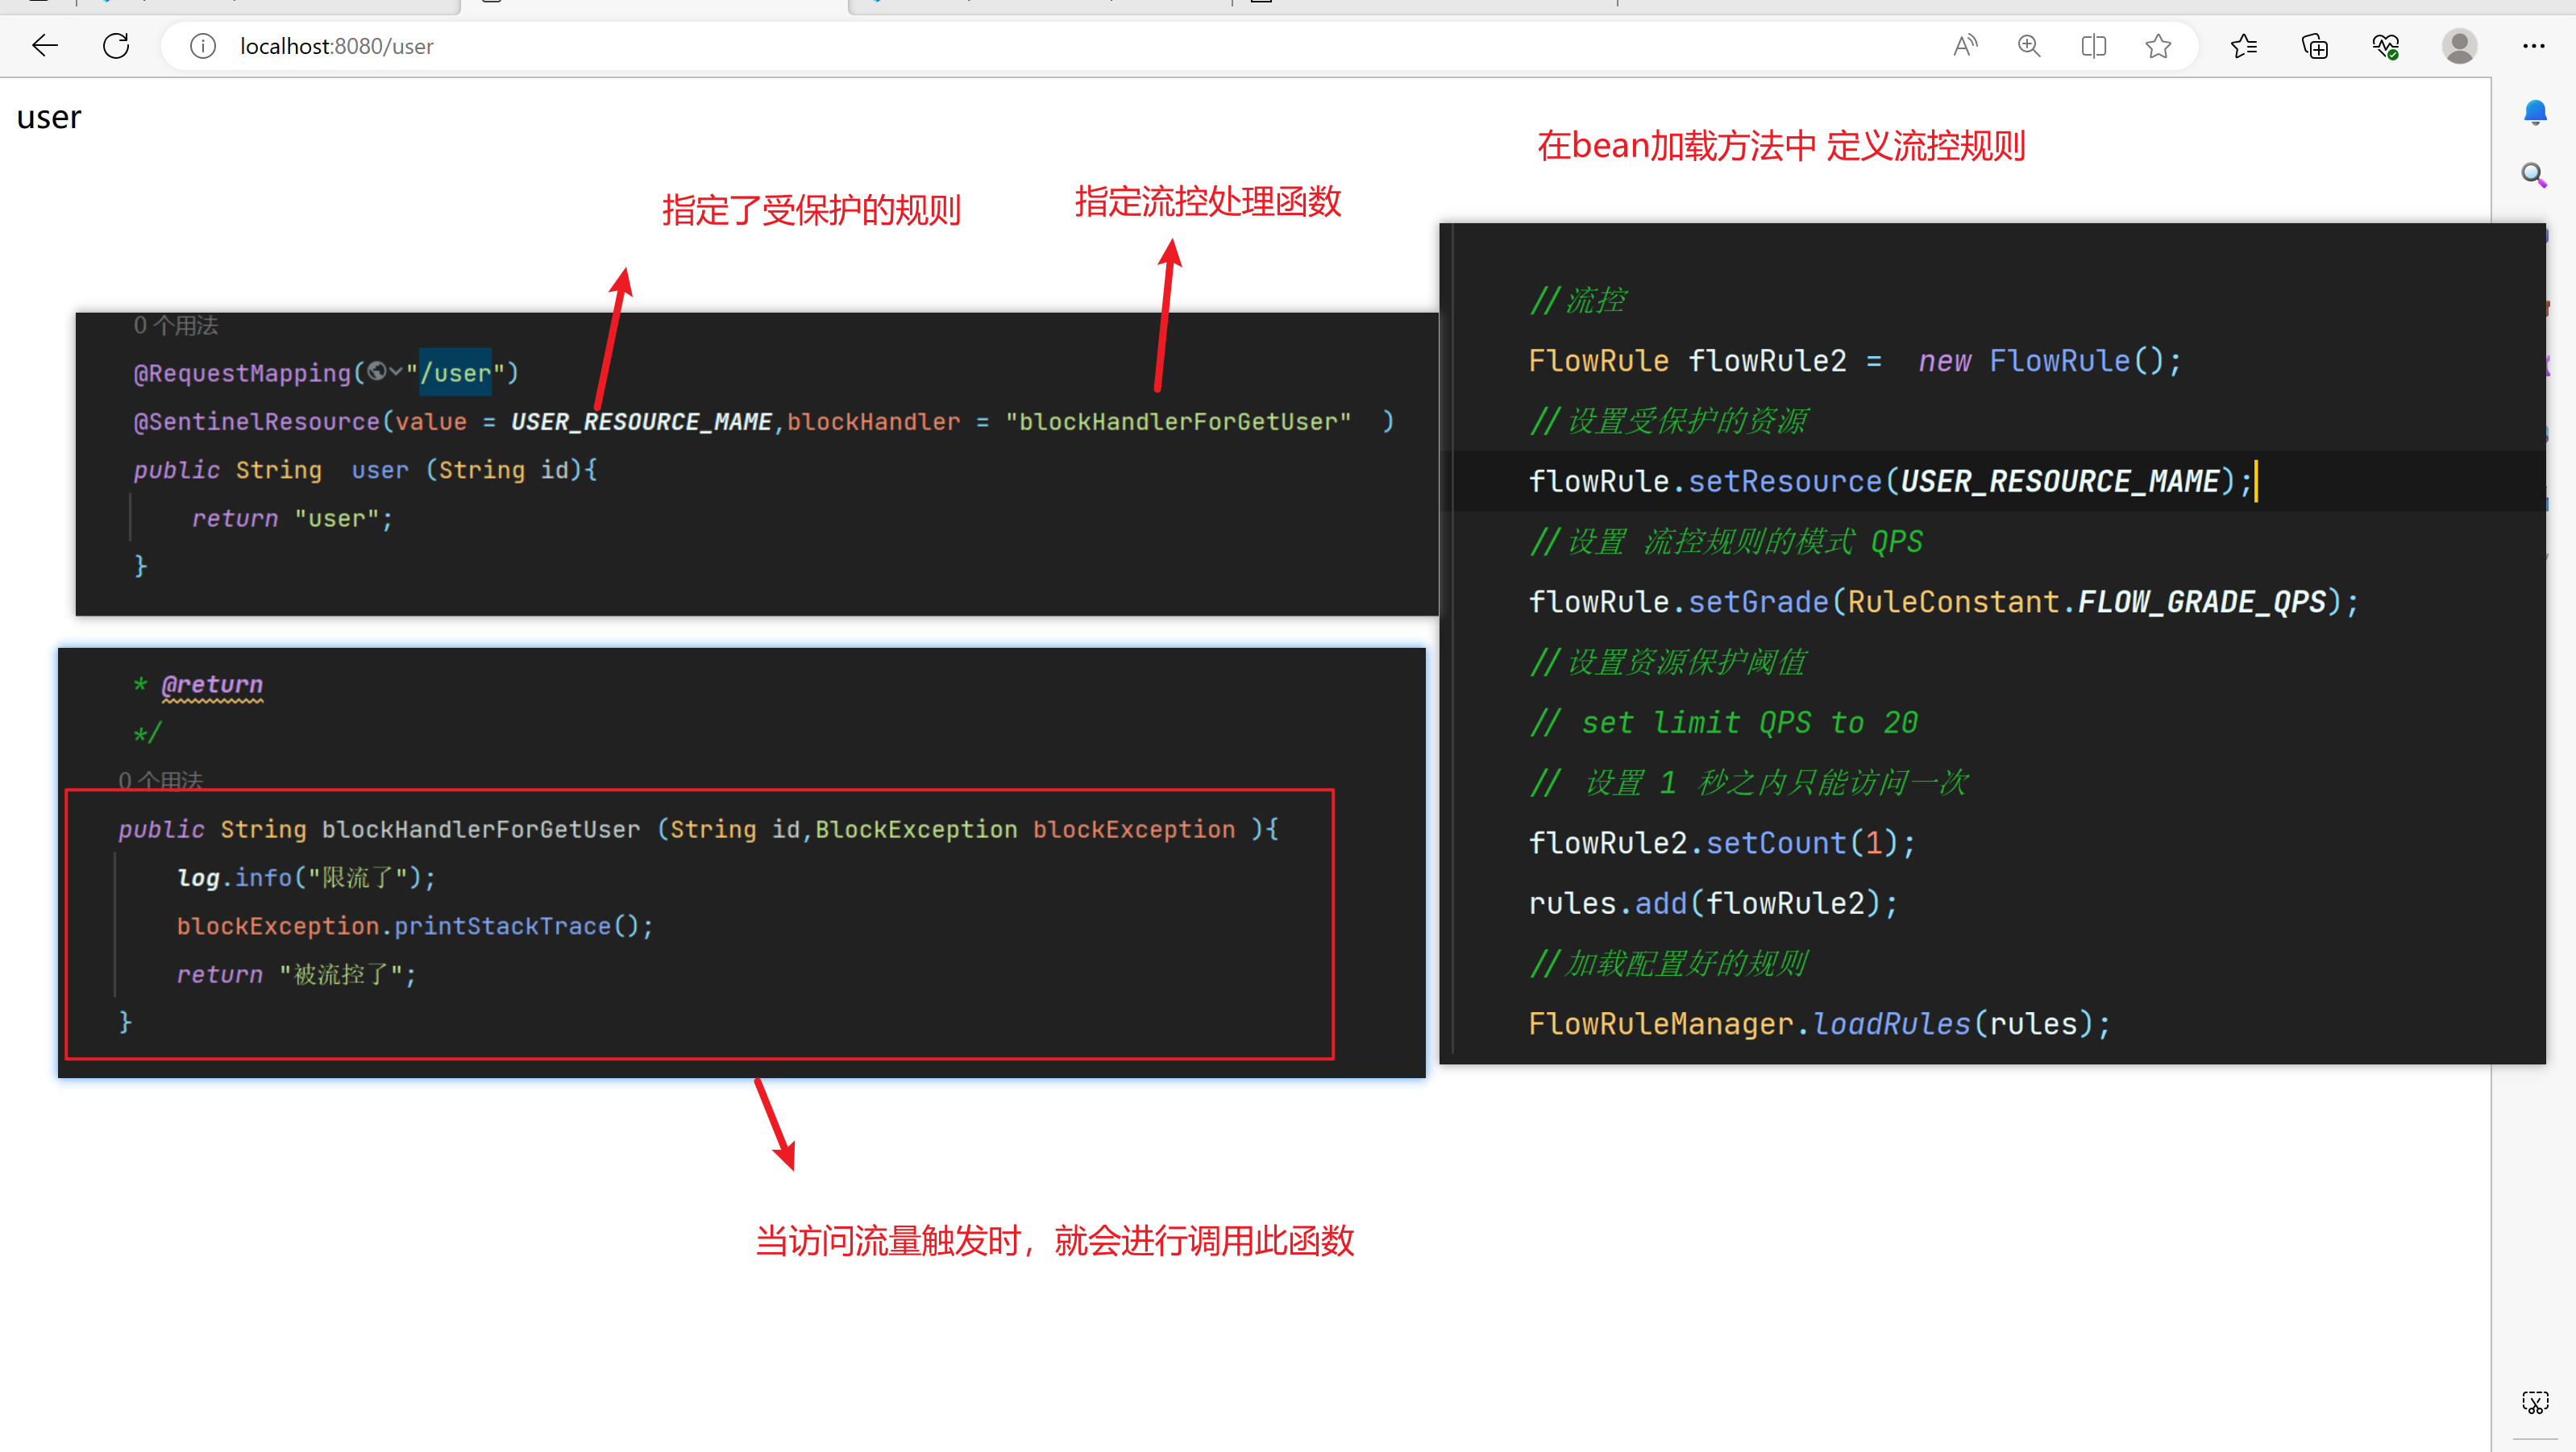 localhost:8080/user
user
在bean加载方法中 定义流控规则
指定了受保护的规则
指定流控处理函数
0 个用法
@RequestMapping("/user")
@SentinelResource(value = USER_RESOURCE_MAME,blockHandler = "blockHandlerForGetUser"  )
public String  user (String id){
return "user";
}
* @return
*/
0 个用法
public String blockHandlerForGetUser (String id,BlockException blockException ){
log.info("限流了");
blockException.printStackTrace();
return "被流控了";
}
当访问流量触发时，就会进行调用此函数
//流控
FlowRule flowRule2 =  new FlowRule();
//设置受保护的资源
flowRule.setResource(USER_RESOURCE_MAME);
//设置 流控规则的模式 QPS
flowRule.setGrade(RuleConstant.FLOW_GRADE_QPS);
//设置资源保护阈值
// set limit QPS to 20
// 设置 1 秒之内只能访问一次
flowRule2.setCount(1);
rules.add(flowRule2);
//加载配置好的规则
FlowRuleManager.loadRules(rules);